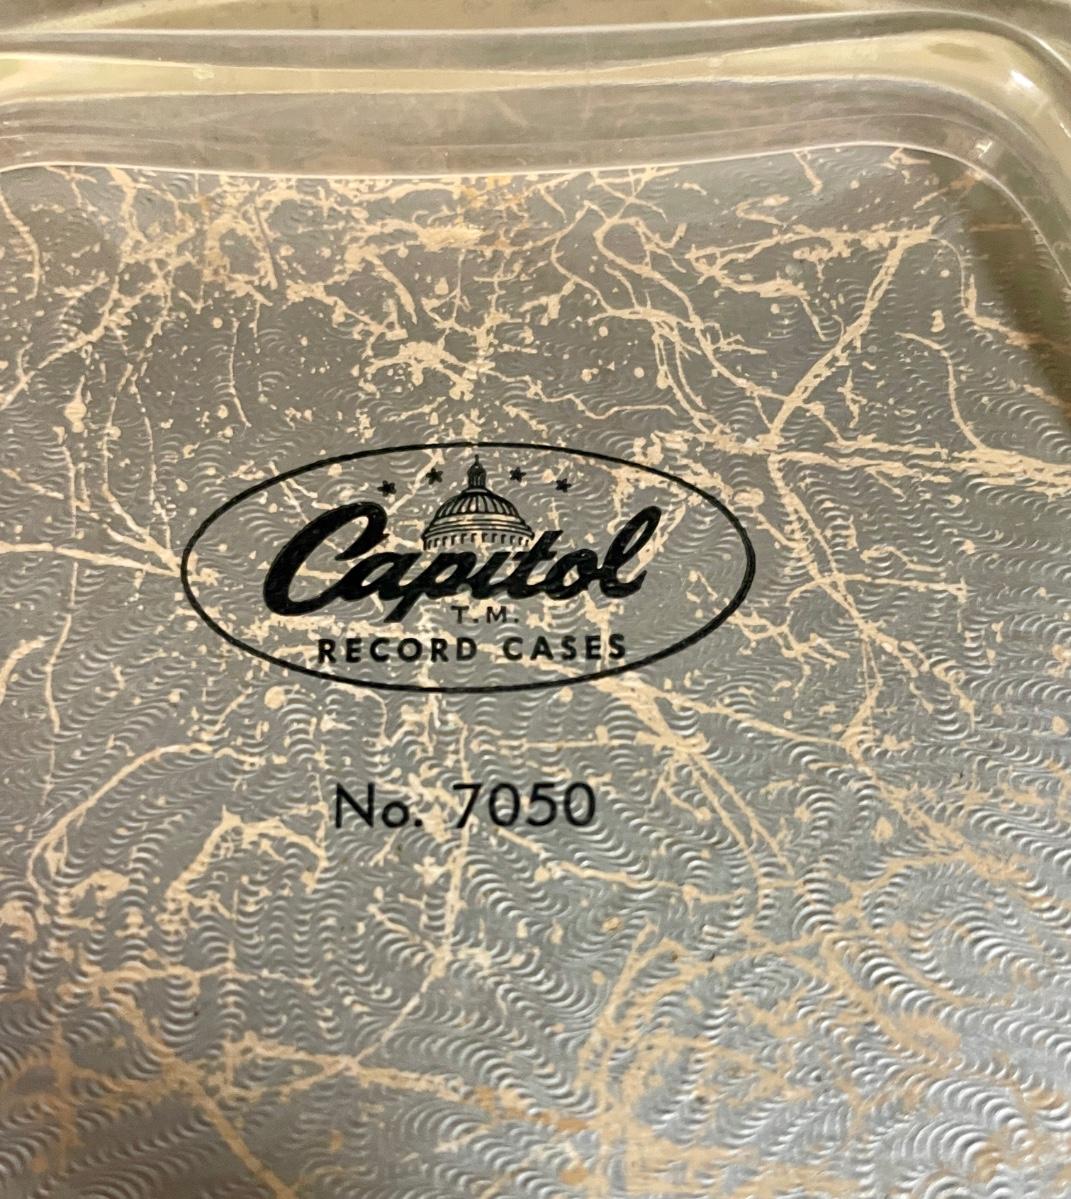 Capitol
T.M.
RECORD CASES
No. 7050